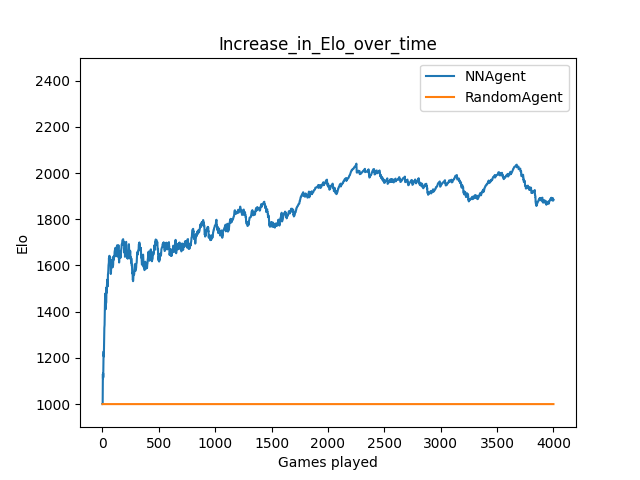 Increase_in_Elo_over_time
NNAgent
RandomAgent
2400
2200
2000
1800
1600
1400
1200
1000
Elo
0 500 1000 1500 2000 2500 3000 3500 4000
Games played